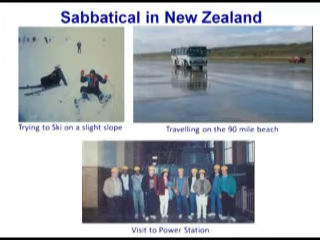 Sabbatical in New Zealand
Trying to Ski on a slight slope
Travelling on the 90 mile beach
Visit to Power Station